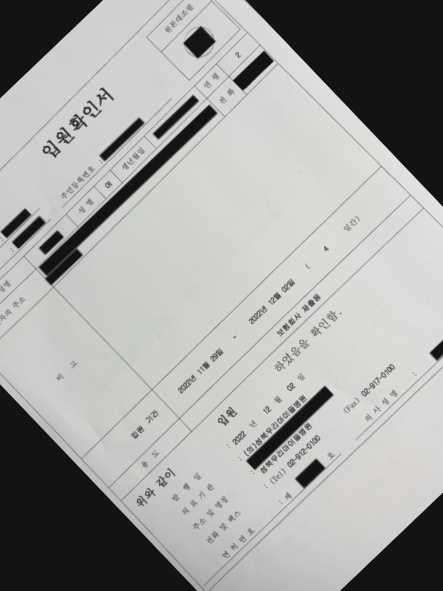 원본대조필
입원확인서
주민등록번호 :
성 별 여 생년월일 연 령 2
전 화
환자의 주소
비 고
입원 기간 2022년 11월 29일 ~ 2022년 12월 02일 ( 4 일간)
용 도 보험회사 제출용
위와 같이 입원 하였음을 확인함.
발 행 일 : 2022 년 12 월 02 일
의 료 기 관 : (의)성북우리아이들병원
주소 및 명칭 :
성북우리아이들병원
전화 및 팩스 : (Tel) 02-912-0100 (Fax) 02-917-0100
면 허 번 호 : 제 호 의 사 성 명 :